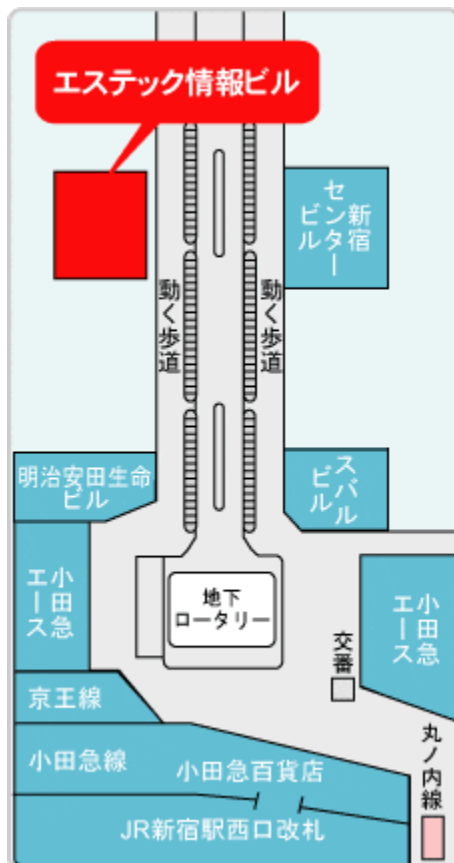 エステック情報ビル
新宿
センター
ビル
動く歩道
動く歩道
明治安田生命
ビル
スバル
ビル
小田急
エース
地下
ロータリー
小田急
エース
交番
京王線
丸ノ内線
小田急線
小田急百貨店
JR新宿駅西口改札